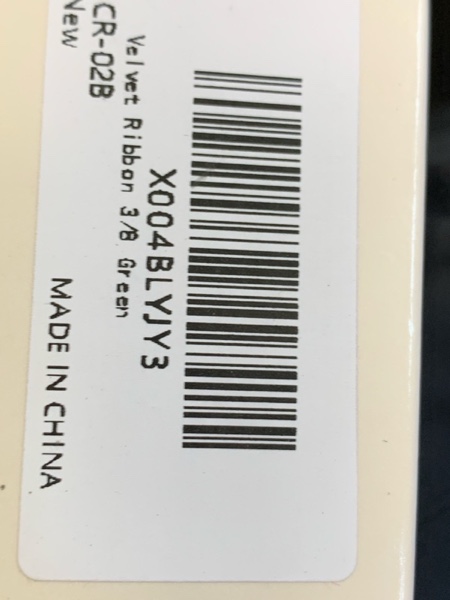 X004BLYJY3
Velvet Ribbon 3/8 Green
CR-02B
New
MADE IN CHINA